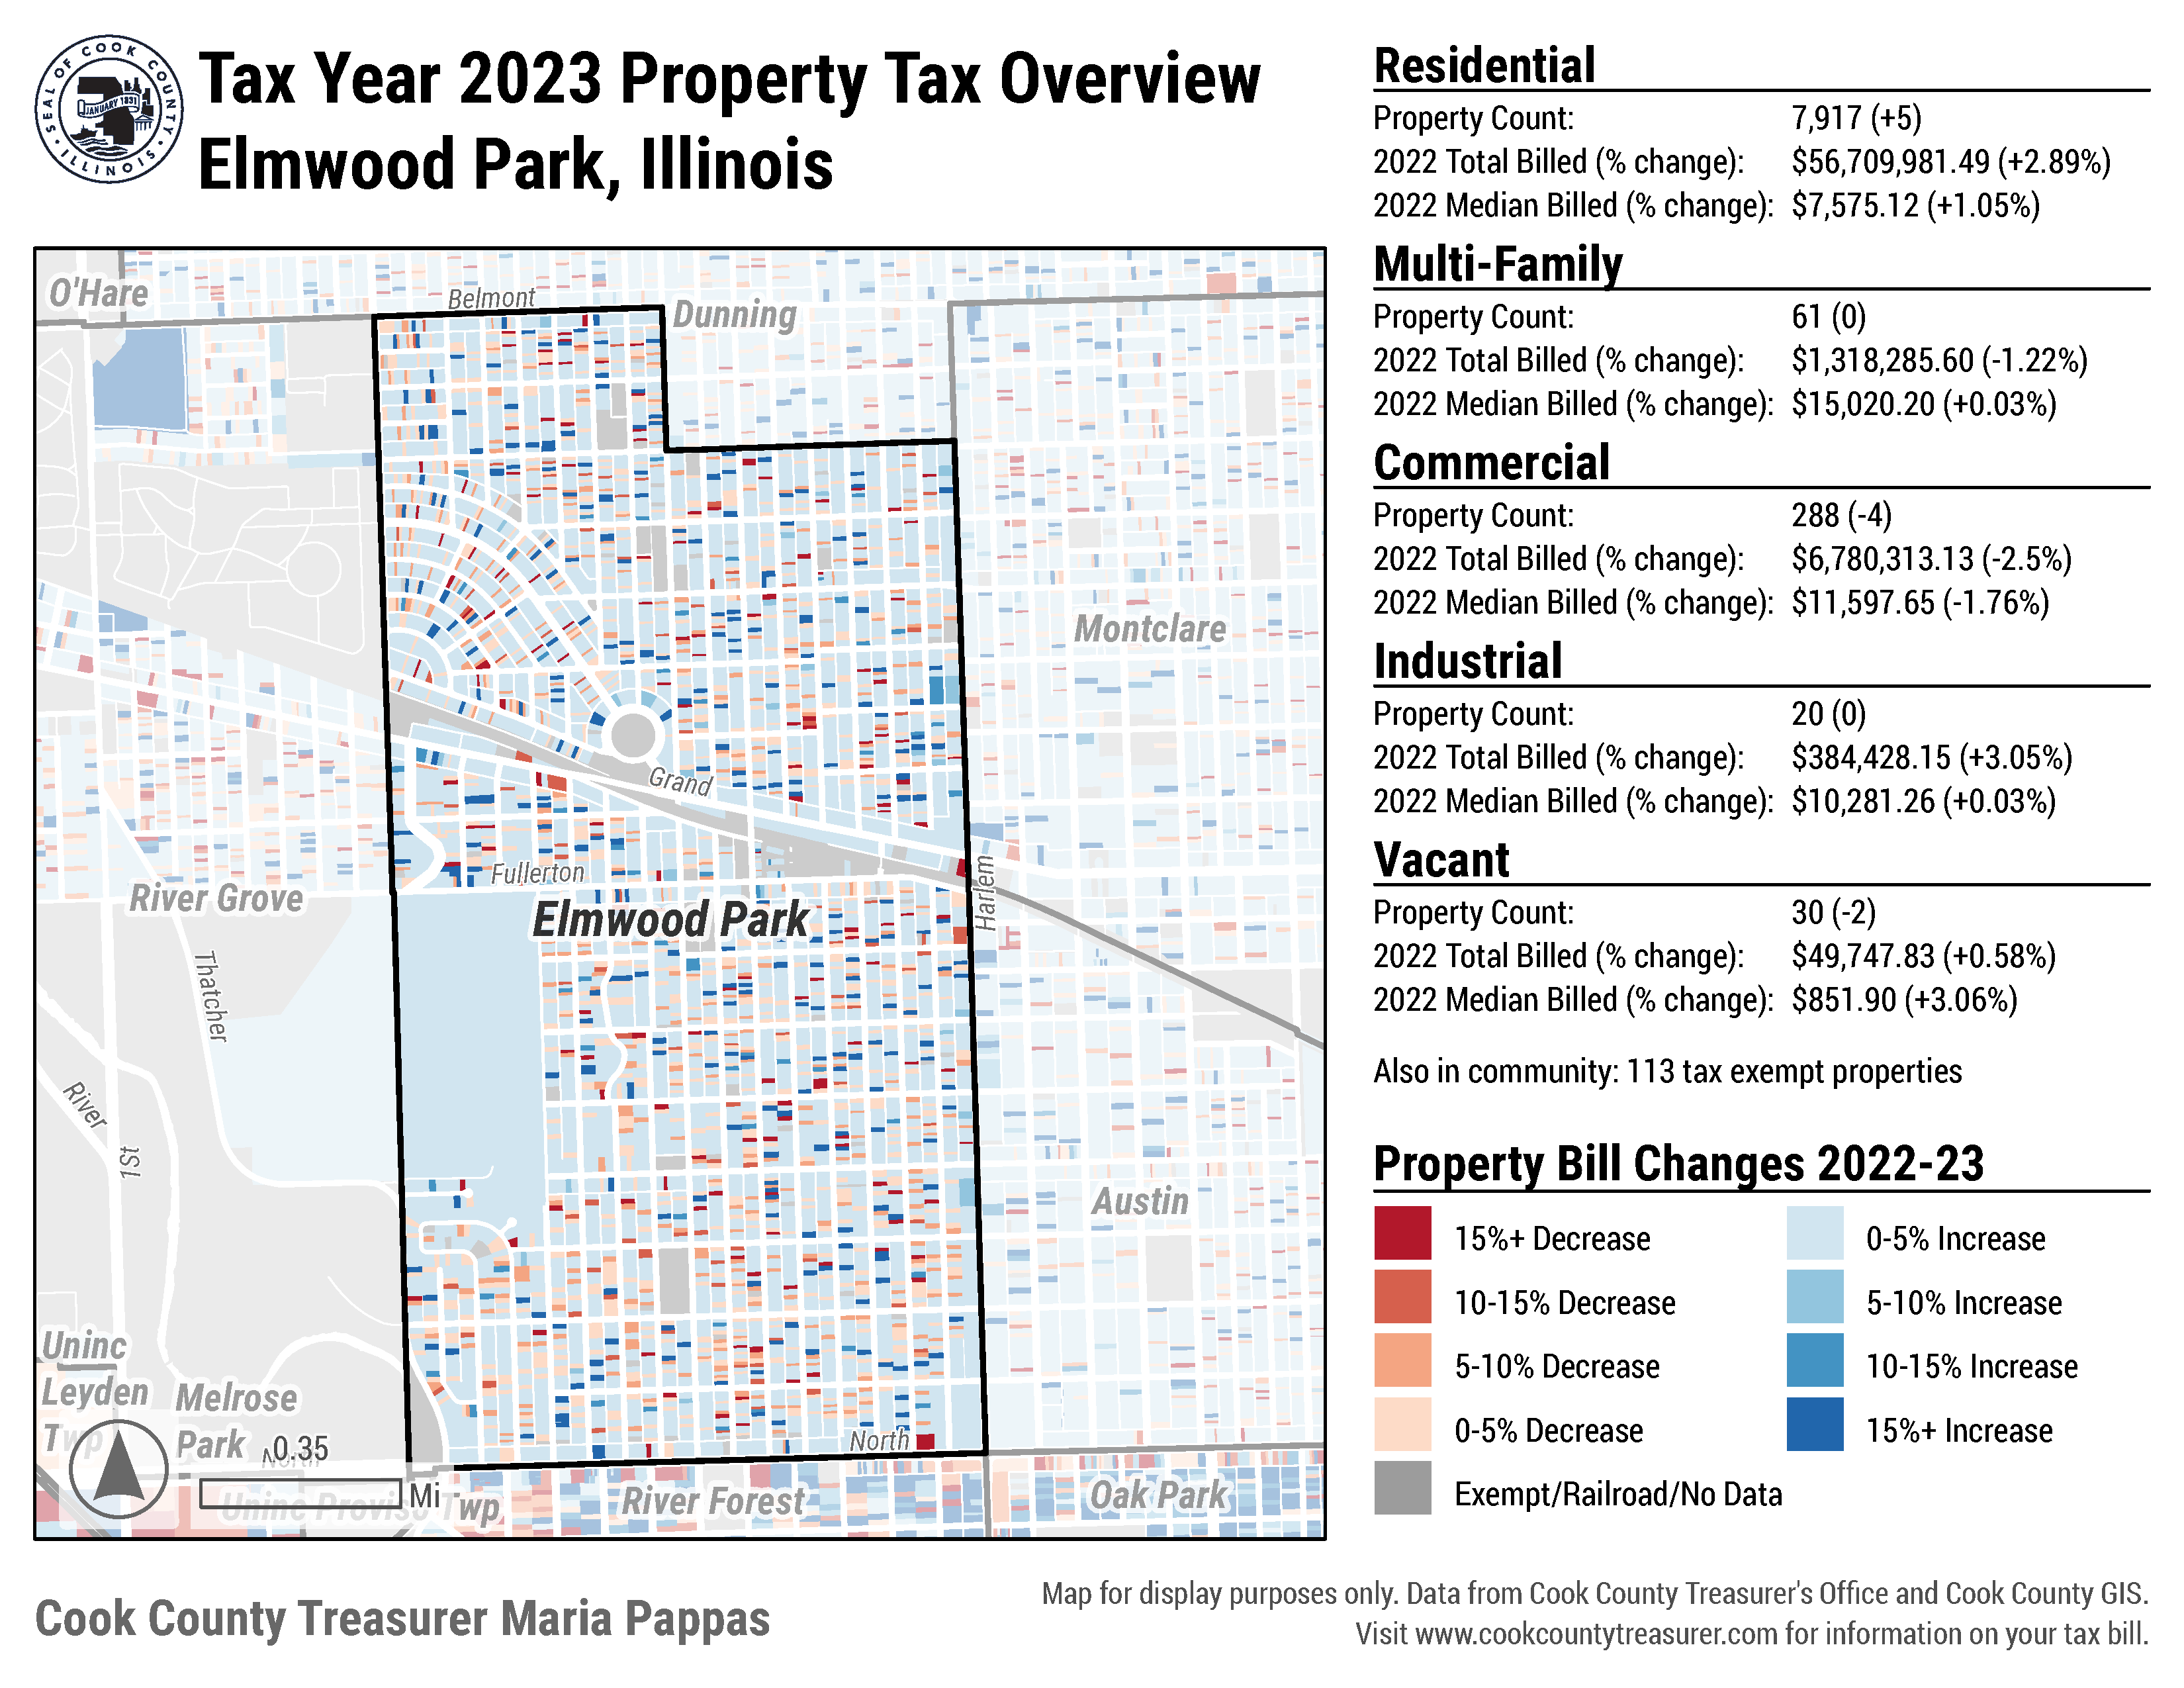 SEAL OF COOK COUNTY
ILLINOIS
JANUARY 1831
Tax Year 2023 Property Tax Overview
Elmwood Park, Illinois
O'Hare
Belmont
Dunning
Montclare
Grand
Fullerton
Elmwood Park
Harlem
River Grove
Thatcher
River
1St
Austin
Uninc
Leyden
Twp
Melrose
Park
North
0.35
Mi
Uninc Proviso Twp
North
River Forest
Oak Park
Residential
Property Count: 7,917 (+5)
2022 Total Billed (% change): $56,709,981.49 (+2.89%)
2022 Median Billed (% change): $7,575.12 (+1.05%)
Multi-Family
Property Count: 61 (0)
2022 Total Billed (% change): $1,318,285.60 (-1.22%)
2022 Median Billed (% change): $15,020.20 (+0.03%)
Commercial
Property Count: 288 (-4)
2022 Total Billed (% change): $6,780,313.13 (-2.5%)
2022 Median Billed (% change): $11,597.65 (-1.76%)
Industrial
Property Count: 20 (0)
2022 Total Billed (% change): $384,428.15 (+3.05%)
2022 Median Billed (% change): $10,281.26 (+0.03%)
Vacant
Property Count: 30 (-2)
2022 Total Billed (% change): $49,747.83 (+0.58%)
2022 Median Billed (% change): $851.90 (+3.06%)
Also in community: 113 tax exempt properties
Property Bill Changes 2022-23
15%+ Decrease
10-15% Decrease
5-10% Decrease
0-5% Decrease
Exempt/Railroad/No Data
0-5% Increase
5-10% Increase
10-15% Increase
15%+ Increase
Cook County Treasurer Maria Pappas
Map for display purposes only. Data from Cook County Treasurer's Office and Cook County GIS.
Visit www.cookcountytreasurer.com for information on your tax bill.